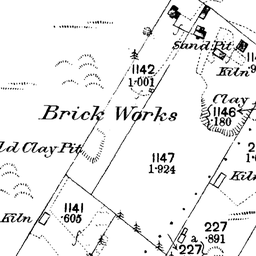 Sand Pit
1142
1·001
Kiln
Brick Works
Clay
1146
·180
ld Clay Pit
1147
1·924
Kiln
1141
·605
Kiln
227
·891
a
227